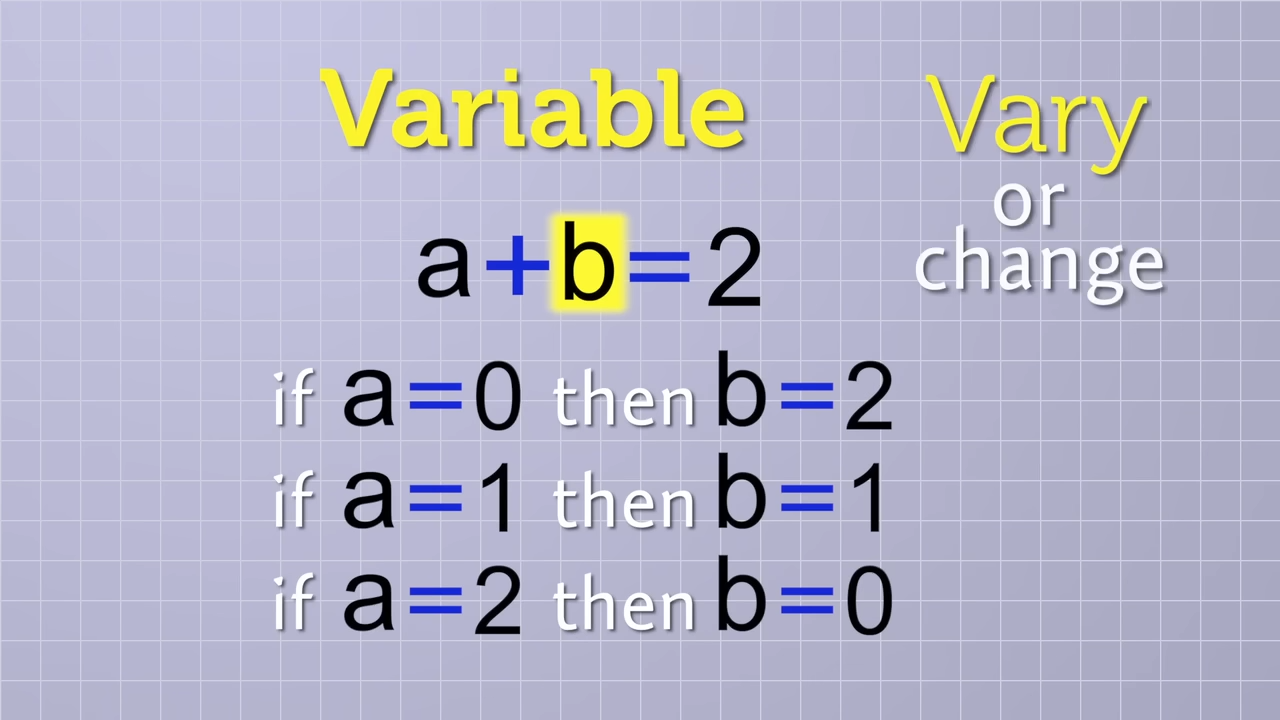 Variable
a+b=2
if a=0 then b=2
if a=1 then b=1
if a=2 then b=0
Vary
or
change